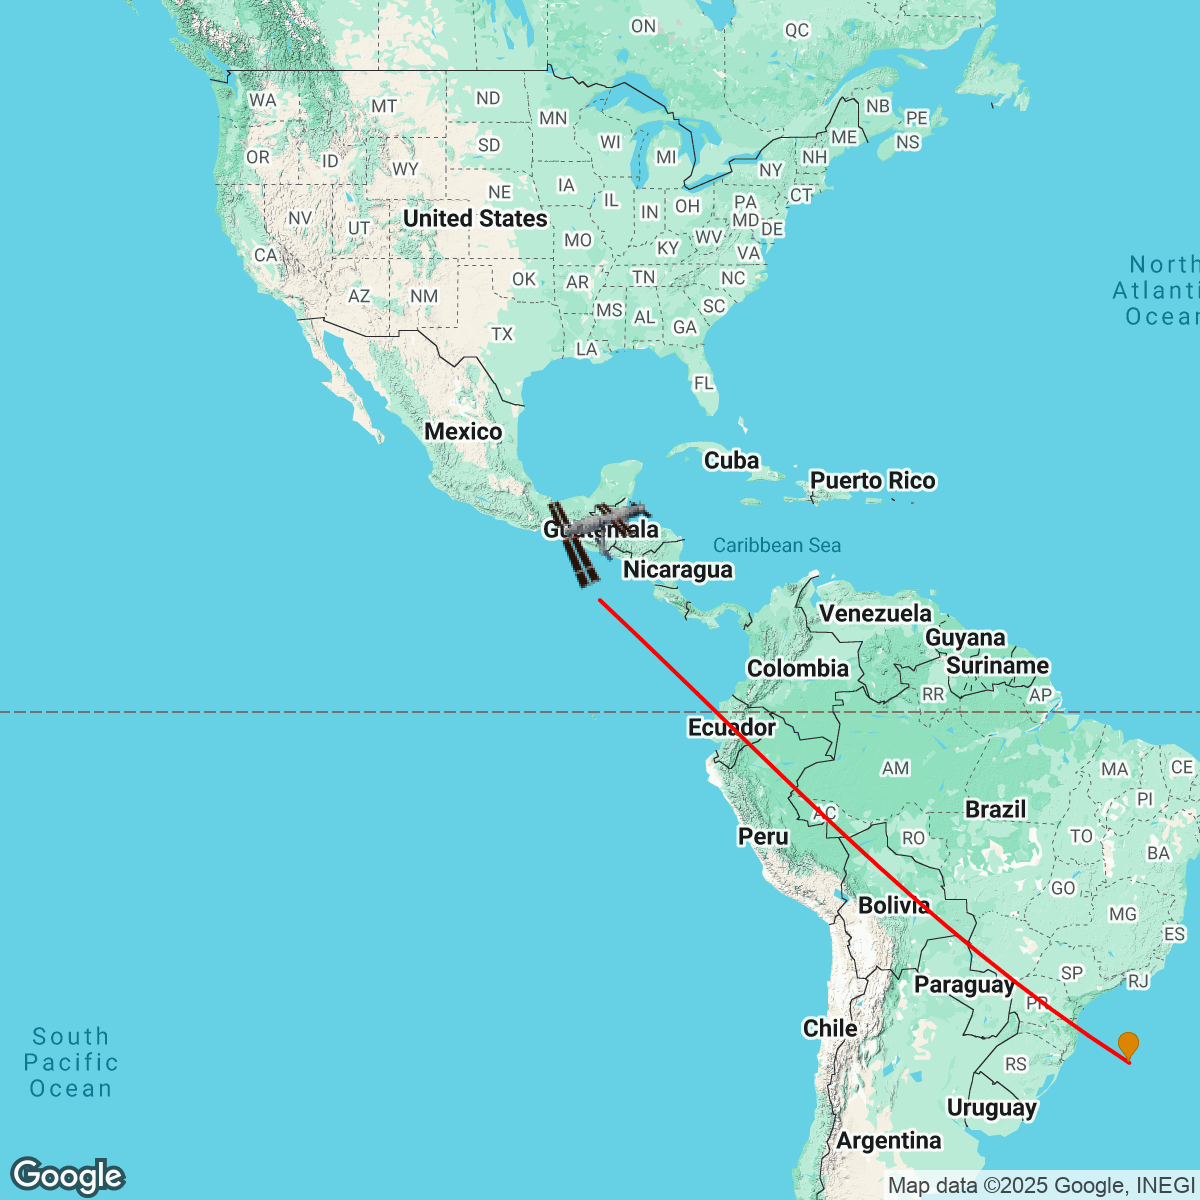 ON
QC
WA
MT
ND
MN
NB
PE
ME
NS
OR
ID
SD
WI
MI
NH
WY
NY
NE
IA
CT
NV
UT
United States
IL
IN
OH
PA
MD
DE
CA
MO
KY
WV
VA
AZ
NM
OK
AR
TN
NC
TX
MS
AL
SC
GA
LA
FL
North
Atlantic
Ocean
Mexico
Cuba
Puerto Rico
Guatemala
Caribbean Sea
Nicaragua
Venezuela
Guyana
Suriname
Colombia
RR
AP
Ecuador
AM
MA
CE
PI
AC
Brazil
Peru
RO
TO
BA
GO
Bolivia
MG
ES
SP
RJ
Paraguay
PR
Chile
South
Pacific
Ocean
RS
Uruguay
Argentina
Google
Map data ©2025 Google, INEGI